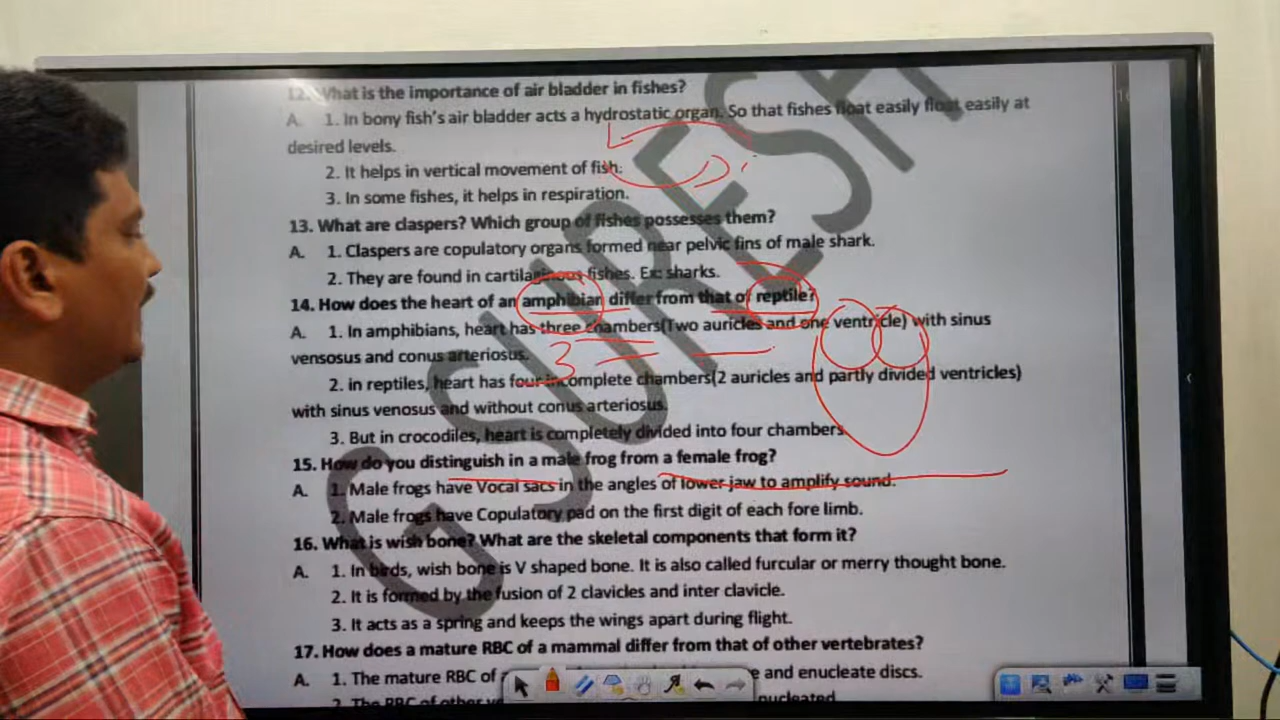 12. What is the importance of air bladder in fishes?
A. 1. In bony fish's air bladder acts a hydrostatic organ. So that fishes float easily float easily at
desired levels.
2. It helps in vertical movement of fish.
3. In some fishes, it helps in respiration.
13. What are claspers? Which group of fishes possesses them?
A. 1. Claspers are copulatory organs formed near pelvic fins of male shark.
2. They are found in cartilaginous fishes. Ex: sharks.
14. How does the heart of an amphibian differ from that of reptile?
A. 1. In amphibians, heart has three chambers(Two auricles and one ventricle) with sinus
vensosus and conus arteriosus.
3
2. in reptiles, heart has four incomplete chambers(2 auricles and partly divided ventricles)
with sinus venosus and without conus arteriosus.
3. But in crocodiles, heart is completely divided into four chambers.
15. How do you distinguish in a male frog from a female frog?
A. 1. Male frogs have Vocal sacs in the angles of lower jaw to amplify sound.
2. Male frogs have Copulatory pad on the first digit of each fore limb.
16. What is wish bone? What are the skeletal components that form it?
A. 1. In birds, wish bone is V shaped bone. It is also called furcular or merry thought bone.
2. It is formed by the fusion of 2 clavicles and inter clavicle.
3. It acts as a spring and keeps the wings apart during flight.
17. How does a mature RBC of a mammal differ from that of other vertebrates?
A. 1. The mature RBC of and enucleate discs.
2. The RBC of other nucleated
G SURESH